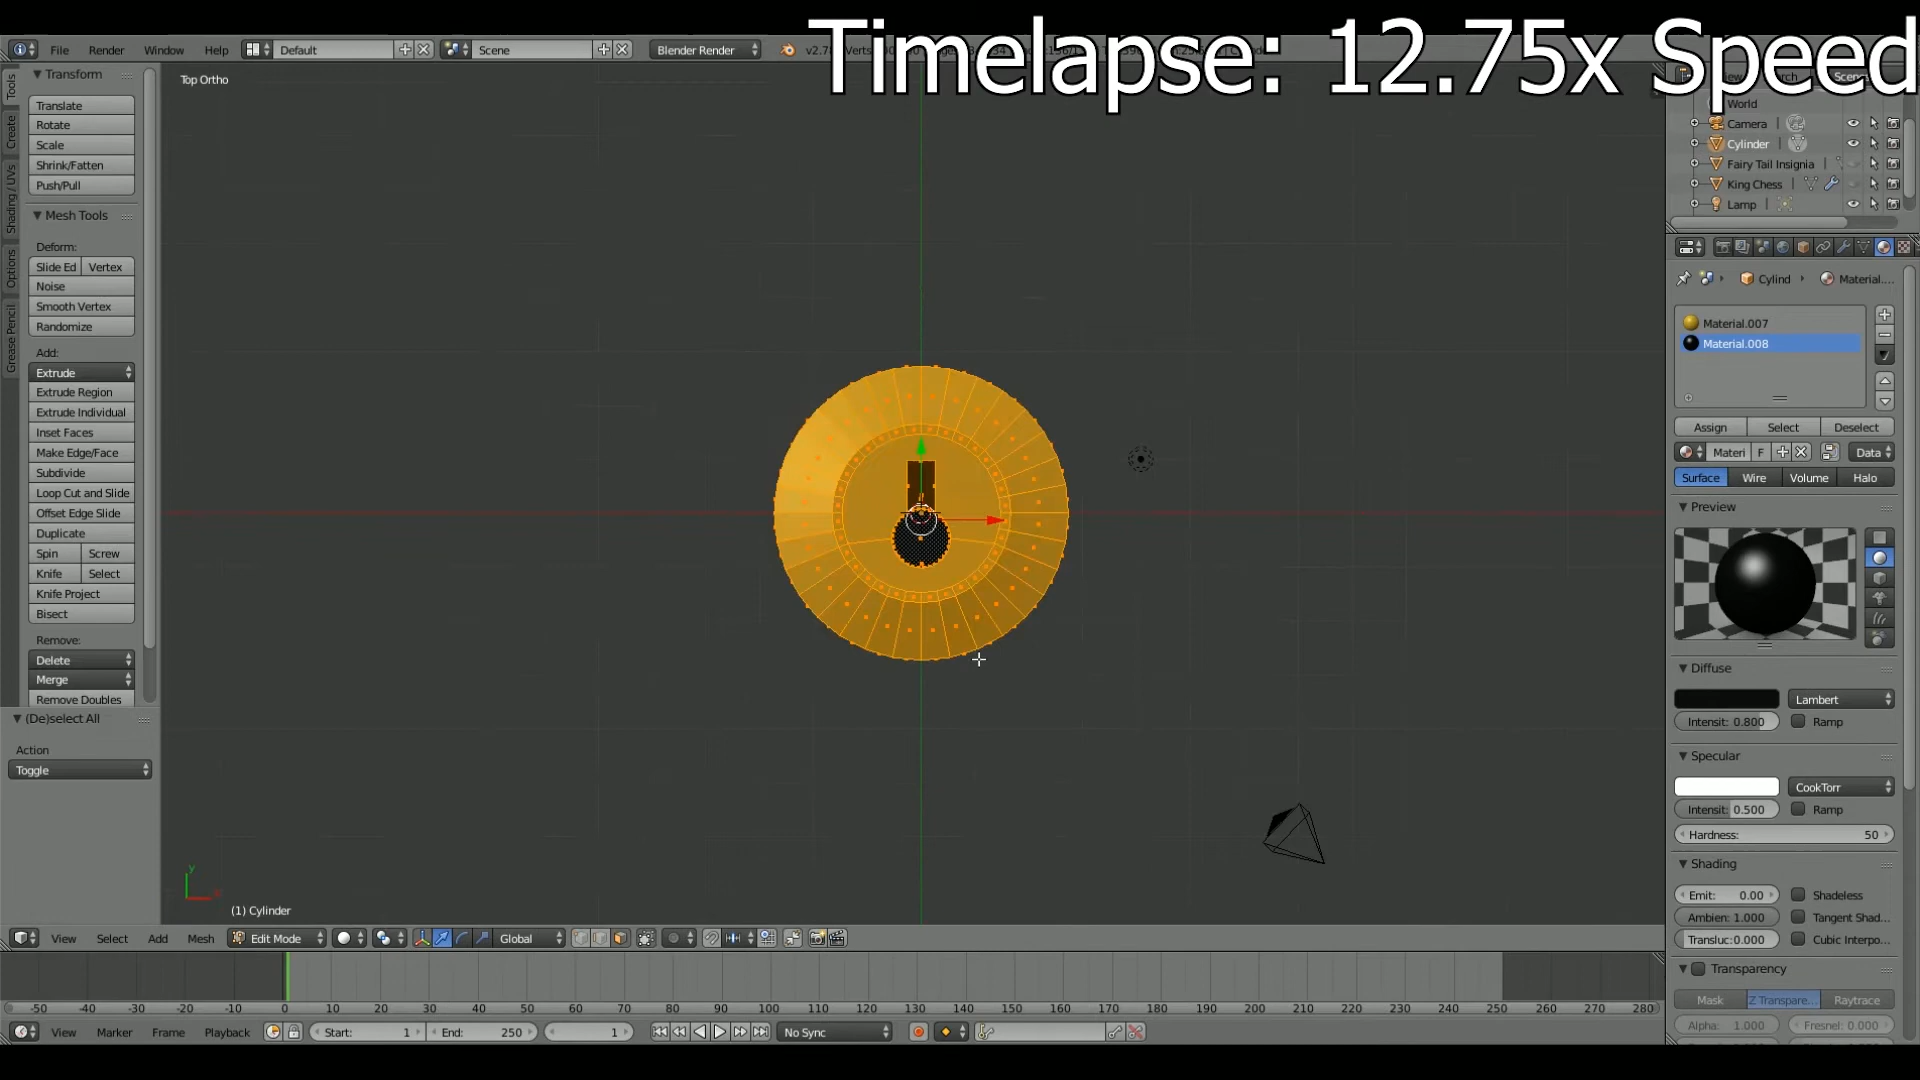 Timelapse: 12.75x Speed
File Render Window Help Default Scene Blender Render
Transform
Top Ortho
Translate
Rotate
Scale
Shrink/Fatten
Push/Pull
Mesh Tools
Deform:
Slide Ed Vertex
Noise
Smooth Vertex
Randomize
Add:
Extrude
Extrude Region
Extrude Individual
Inset Faces
Make Edge/Face
Subdivide
Loop Cut and Slide
Offset Edge Slide
Duplicate
Spin Screw
Knife Select
Knife Project
Bisect
Remove:
Delete
Merge
Remove Doubles
(De)select All
Action
Toggle
Tools
Create
Shading / UVs
Options
Grease Pencil
World
Camera
Cylinder
Fairy Tail Insignia
King Chess
Lamp
Cylind Material....
Material.007
Material.008
Assign Select Deselect
Materi F Data
Surface Wire Volume Halo
Preview
Diffuse
Lambert
Intensit: 0.800 Ramp
Specular
CookTorr
Intensit: 0.500 Ramp
Hardness: 50
Shading
Emit: 0.00 Shadeless
Ambien: 1.000 Tangent Shad...
Transluc:0.000 Cubic Interpo...
Transparency
Mask Z Transpare... Raytrace
Alpha: 1.000 Fresnel: 0.000
y
(1) Cylinder
View Select Add Mesh Edit Mode Global
-50 -40 -30 -20 -10 0 10 20 30 40 50 60 70 80 90 100 110 120 130 140 150 160 170 180 190 200 210 220 230 240 250 260 270 280
View Marker Frame Playback Start: 1 End: 250 1 No Sync